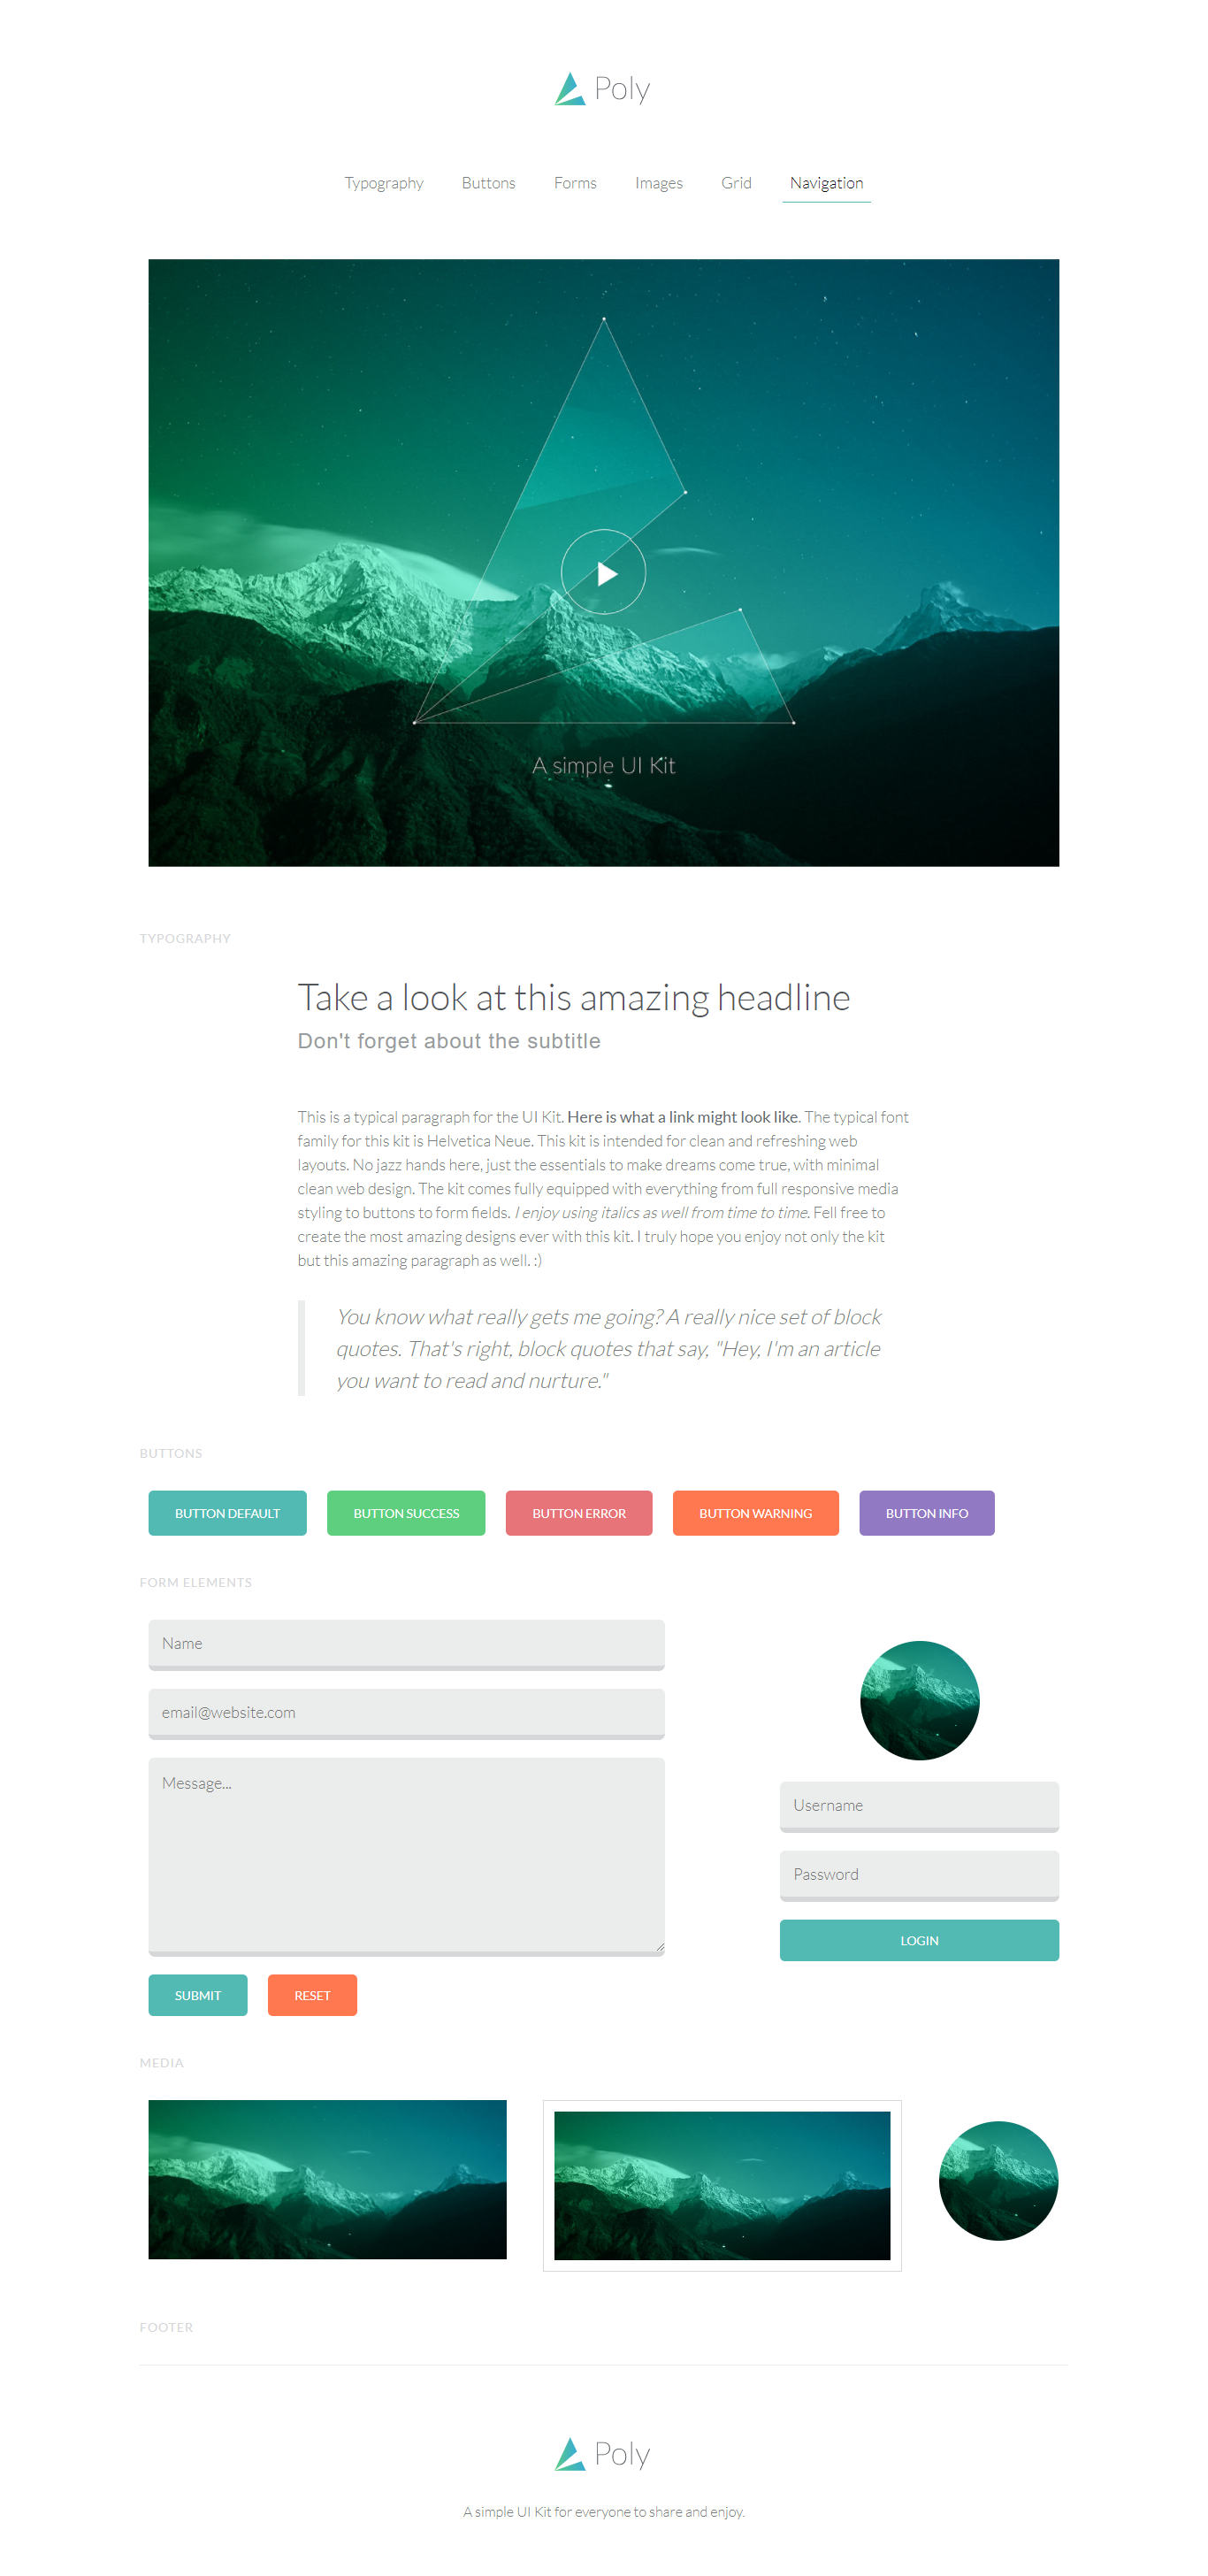 Poly
Typography Buttons Forms Images Grid Navigation
A simple UI Kit
TYPOGRAPHY
Take a look at this amazing headline
Don't forget about the subtitle
This is a typical paragraph for the UI Kit. Here is what a link might look like. The typical font
family for this kit is Helvetica Neue. This kit is intended for clean and refreshing web
layouts. No jazz hands here, just the essentials to make dreams come true, with minimal
clean web design. The kit comes fully equipped with everything from full responsive media
styling to buttons to form fields. I enjoy using italics as well from time to time. Fell free to
create the most amazing designs ever with this kit. I truly hope you enjoy not only the kit
but this amazing paragraph as well. :)
You know what really gets me going? A really nice set of block
quotes. That's right, block quotes that say, "Hey, I'm an article
you want to read and nurture."
BUTTONS
BUTTON DEFAULT BUTTON SUCCESS BUTTON ERROR BUTTON WARNING BUTTON INFO
FORM ELEMENTS
Name
email@website.com
Message...
SUBMIT RESET
Username
Password
LOGIN
MEDIA
FOOTER
Poly
A simple UI Kit for everyone to share and enjoy.